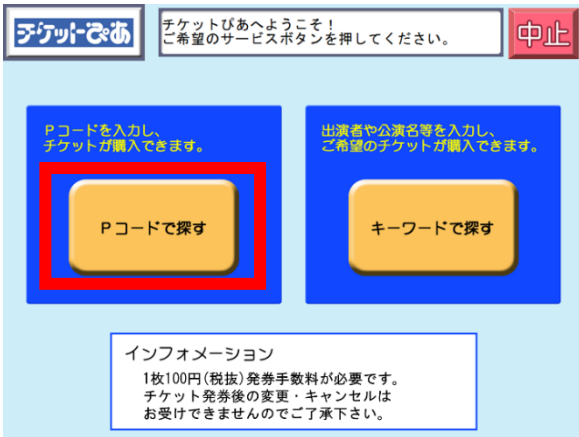 チケットぴあ
チケットぴあへようこそ！
ご希望のサービスボタンを押してください。
中止
Pコードを入力し、
チケットが購入できます。
Pコードで探す
出演者や公演名等を入力し、
ご希望のチケットが購入できます。
キーワードで探す
インフォメーション
1枚100円(税抜)発券手数料が必要です。
チケット発券後の変更・キャンセルは
お受けできませんのでご了承下さい。